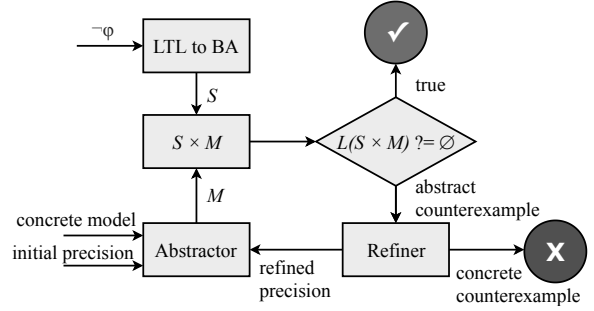 ¬φ
LTL to BA
✓
S
true
S × M
L(S × M) ?= ∅
M
abstract
counterexample
concrete model
initial precision
Abstractor
refined
precision
Refiner
concrete
counterexample
X